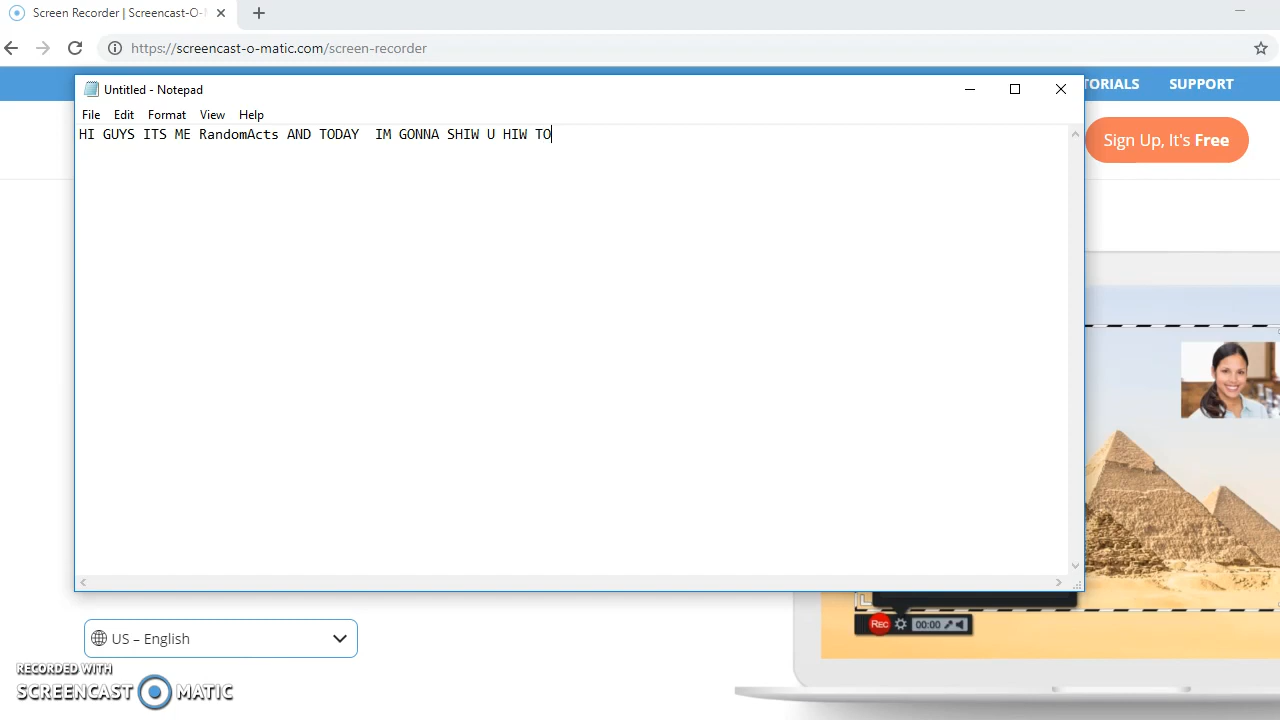 Screen Recorder | Screencast-O-
https://screencast-o-matic.com/screen-recorder
TORIALS SUPPORT
Untitled - Notepad
File Edit Format View Help
HI GUYS ITS ME RandomActs AND TODAY  IM GONNA SHIW U HIW TO
Sign Up, It's Free
REC 00:00
US – English
RECORDED WITH
SCREENCAST MATIC